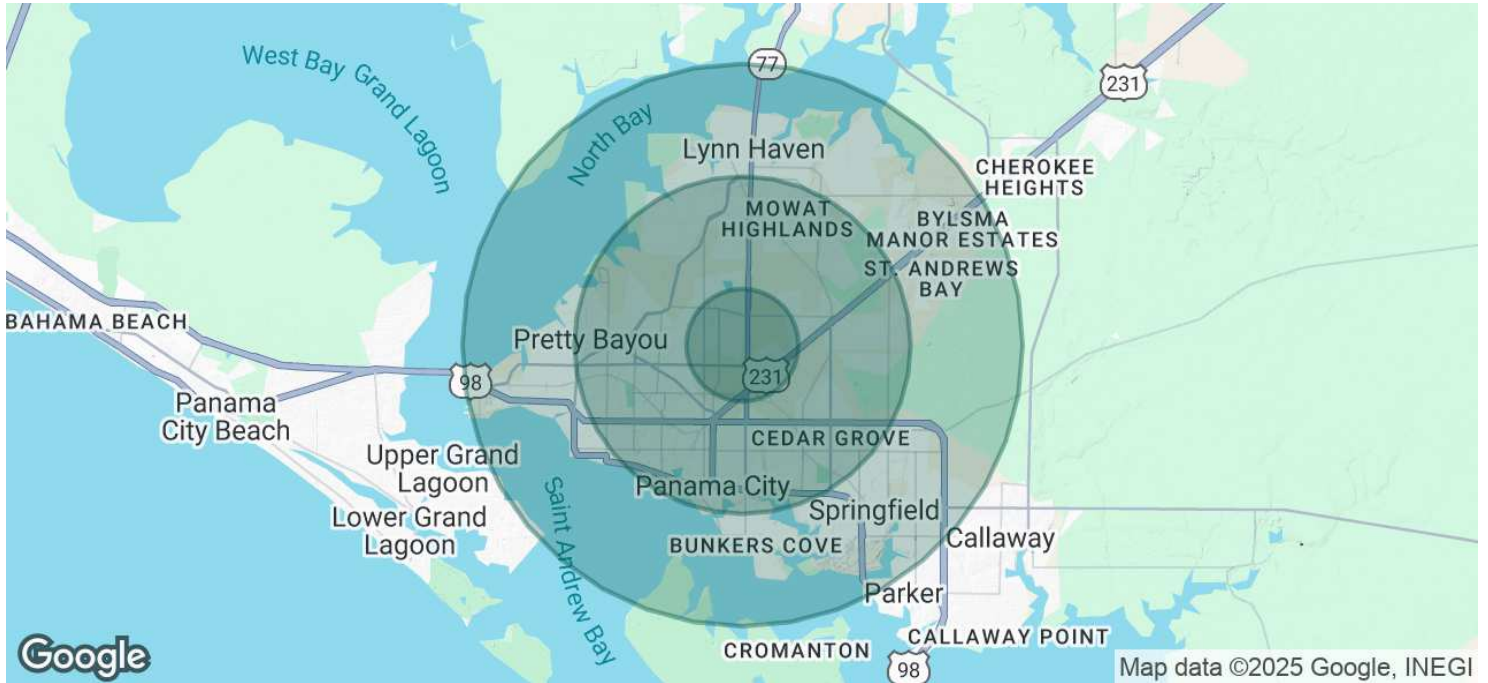 77
West Bay Grand Lagoon
231
North Bay
Lynn Haven
CHEROKEE
HEIGHTS
MOWAT
HIGHLANDS
BYLSMA
MANOR ESTATES
ST. ANDREWS
BAY
BAHAMA BEACH
Pretty Bayou
98
231
Panama
City Beach
CEDAR GROVE
Upper Grand
Lagoon
Panama City
Springfield
Lower Grand
Lagoon
Saint Andrew Bay
BUNKERS COVE
Callaway
Parker
CROMANTON
CALLAWAY POINT
98
Google
Map data ©2025 Google, INEGI